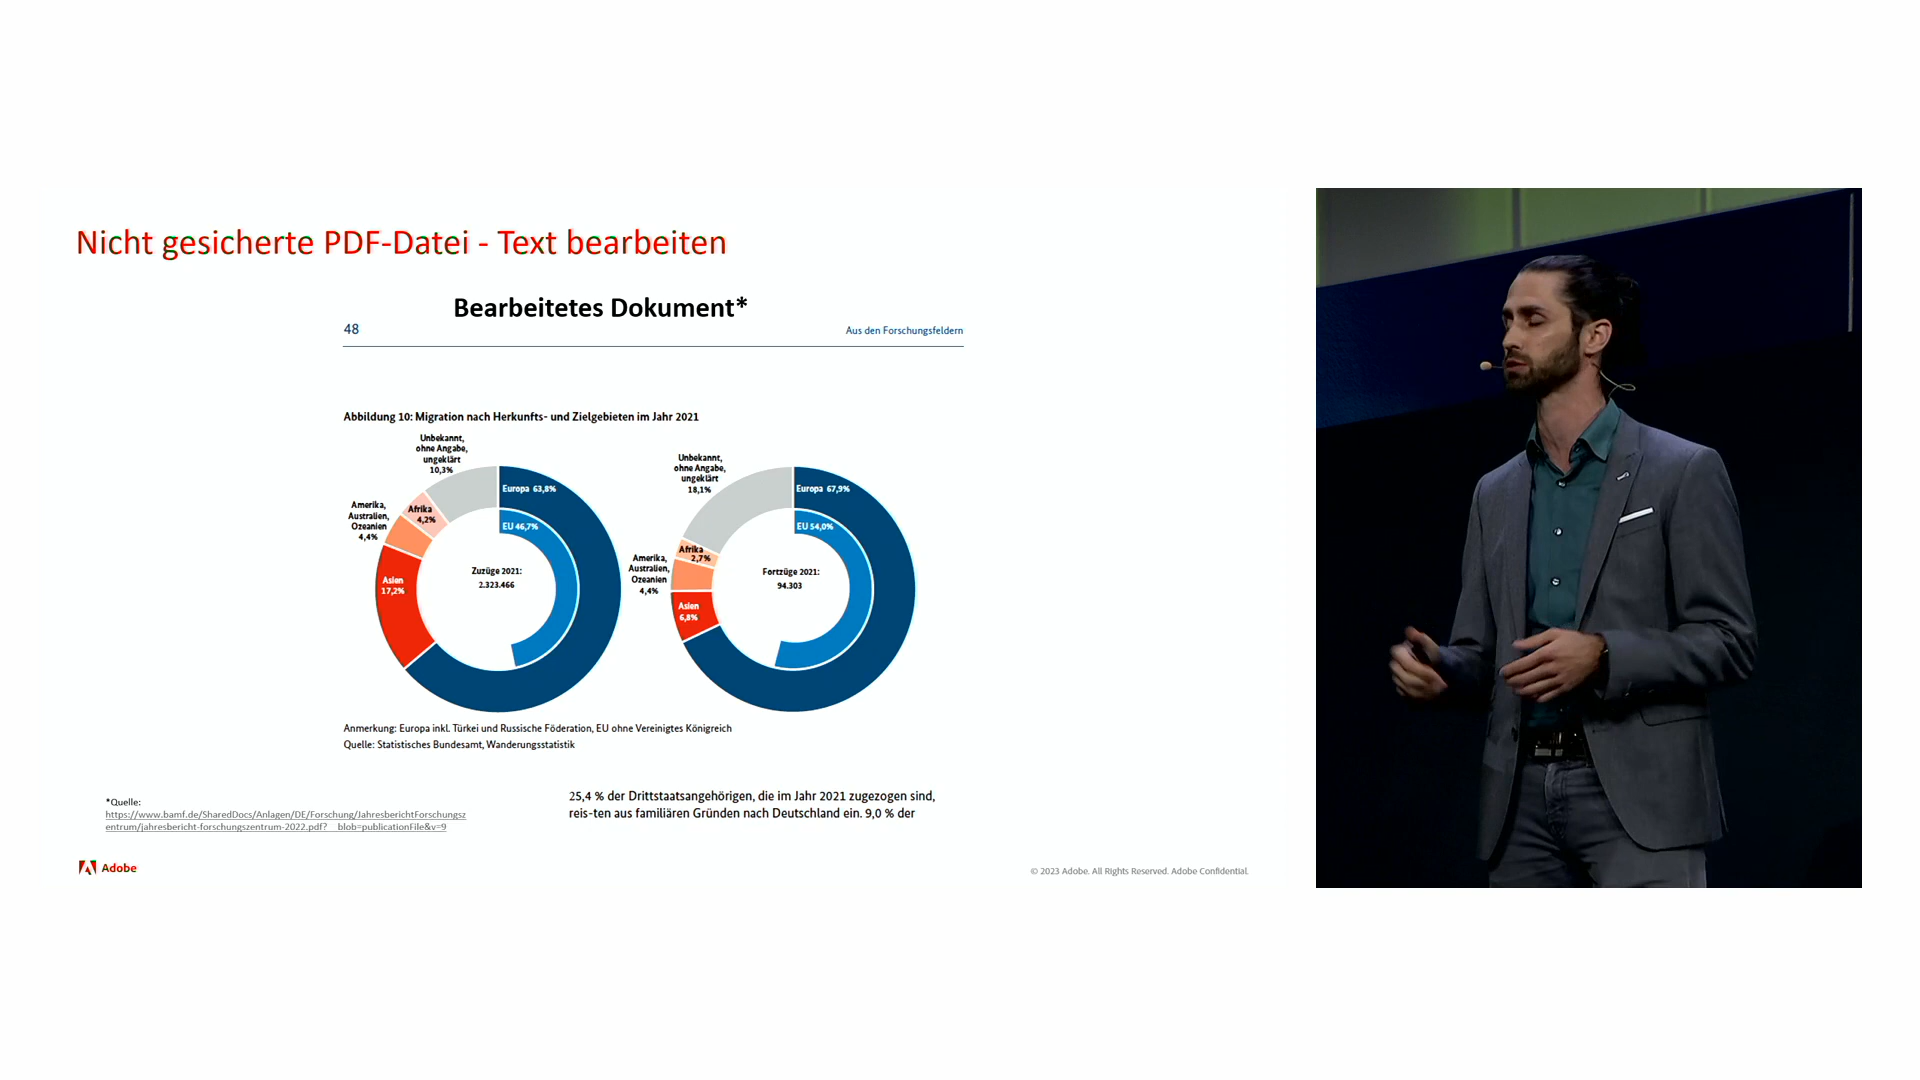 Nicht gesicherte PDF-Datei - Text bearbeiten
Bearbeitetes Dokument*
48
Aus den Forschungsfeldern
Abbildung 10: Migration nach Herkunfts- und Zielgebieten im Jahr 2021
Unbekannt,
ohne Angabe,
ungeklärt
10,3%
Europa 63,8%
EU 46,7%
Afrika
4,2%
Amerika,
Australien,
Ozeanien
4,4%
Asien
17,2%
Zuzüge 2021:
2.323.466
Unbekannt,
ohne Angabe,
ungeklärt
18,1%
Europa 67,9%
EU 54,0%
Afrika
2,7%
Amerika,
Australien,
Ozeanien
4,4%
Asien
6,8%
Fortzüge 2021:
94.303
Anmerkung: Europa inkl. Türkei und Russische Föderation, EU ohne Vereinigtes Königreich
Quelle: Statistisches Bundesamt, Wanderungsstatistik
25,4 % der Drittstaatsangehörigen, die im Jahr 2021 zugezogen sind,
reis-ten aus familiären Gründen nach Deutschland ein. 9,0 % der
*Quelle:
https://www.bamf.de/SharedDocs/Anlagen/DE/Forschung/JahresberichtForschungsz
entrum/jahresbericht-forschungszentrum-2022.pdf?__blob=publicationFile&v=9
Adobe
© 2023 Adobe. All Rights Reserved. Adobe Confidential.